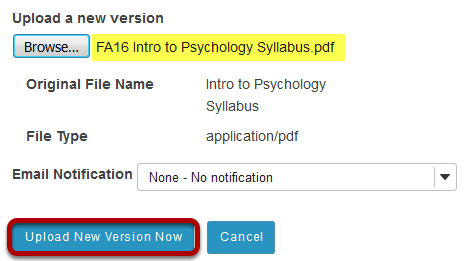 Upload a new version
Browse... FA16 Intro to Psychology Syllabus.pdf
Original File Name Intro to Psychology
Syllabus
File Type application/pdf
Email Notification None - No notification
Upload New Version Now Cancel